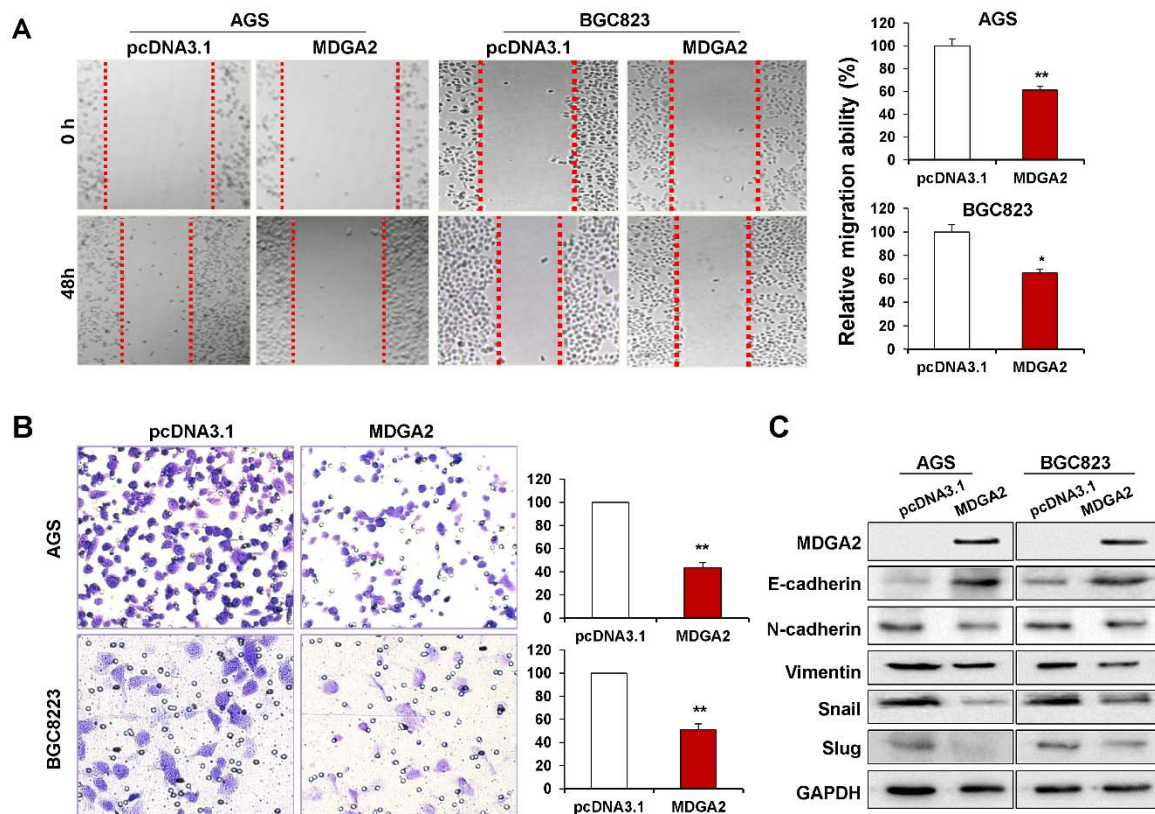 A
AGS
BGC823
pcDNA3.1 MDGA2 pcDNA3.1 MDGA2
0 h
48h
Relative migration ability (%)
AGS
120
100
80
60
40
20
0
**
pcDNA3.1 MDGA2
BGC823
120
100
80
60
40
20
0
*
pcDNA3.1 MDGA2
B
pcDNA3.1 MDGA2
AGS
BGC8223
120
100
80
60
40
20
0
**
pcDNA3.1 MDGA2
120
100
80
60
40
20
0
**
pcDNA3.1 MDGA2
C
AGS BGC823
pcDNA3.1 MDGA2 pcDNA3.1 MDGA2
MDGA2
E-cadherin
N-cadherin
Vimentin
Snail
Slug
GAPDH